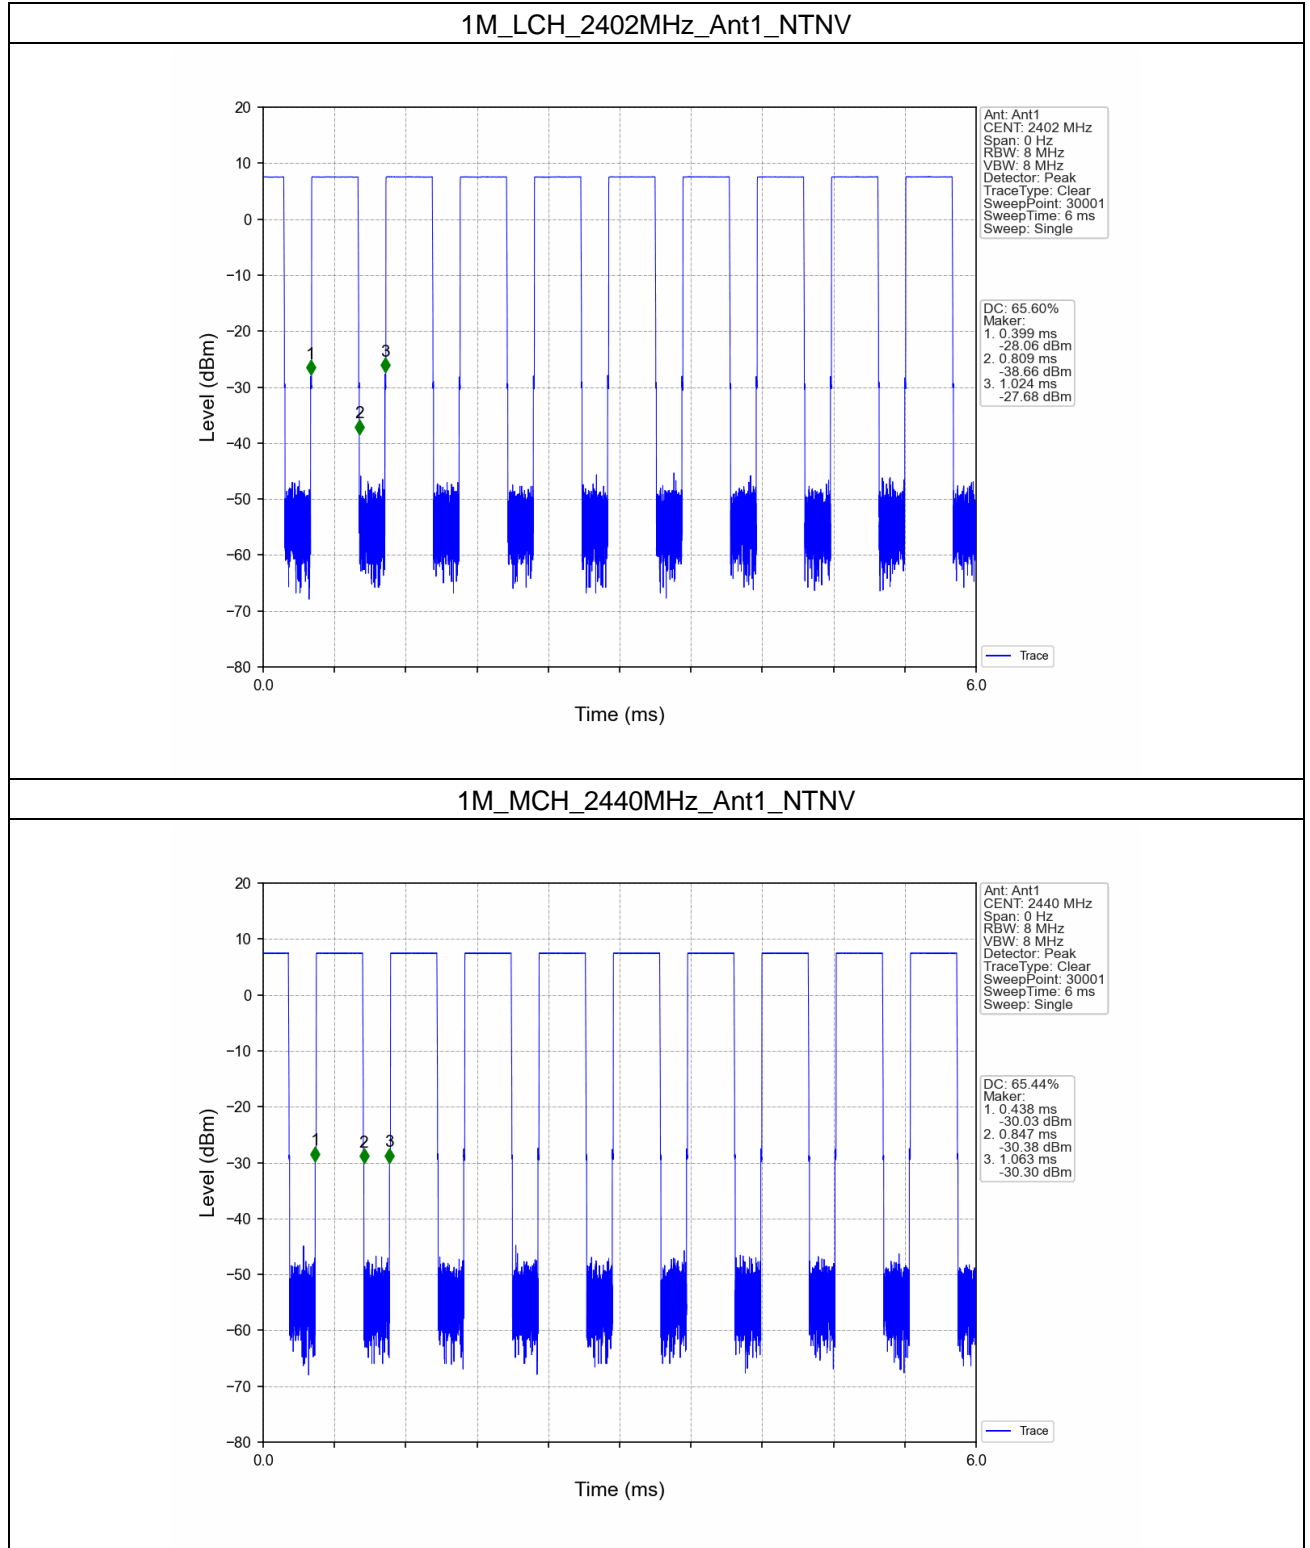 1M_LCH_2402MHz_Ant1_NTNV
20
10
0
−10
−20
−30
−40
−50
−60
−70
−80
Level (dBm)
0.0
6.0
Time (ms)
1
2
3
Ant: Ant1
CENT: 2402 MHz
Span: 0 Hz
RBW: 8 MHz
VBW: 8 MHz
Detector: Peak
TraceType: Clear
SweepPoint: 30001
SweepTime: 6 ms
Sweep: Single
DC: 65.60%
Maker:
1. 0.399 ms
-28.06 dBm
2. 0.809 ms
-38.66 dBm
3. 1.024 ms
-27.68 dBm
Trace
1M_MCH_2440MHz_Ant1_NTNV
20
10
0
−10
−20
−30
−40
−50
−60
−70
−80
Level (dBm)
0.0
6.0
Time (ms)
1
2
3
Ant: Ant1
CENT: 2440 MHz
Span: 0 Hz
RBW: 8 MHz
VBW: 8 MHz
Detector: Peak
TraceType: Clear
SweepPoint: 30001
SweepTime: 6 ms
Sweep: Single
DC: 65.44%
Maker:
1. 0.438 ms
-30.03 dBm
2. 0.847 ms
-30.38 dBm
3. 1.063 ms
-30.30 dBm
Trace